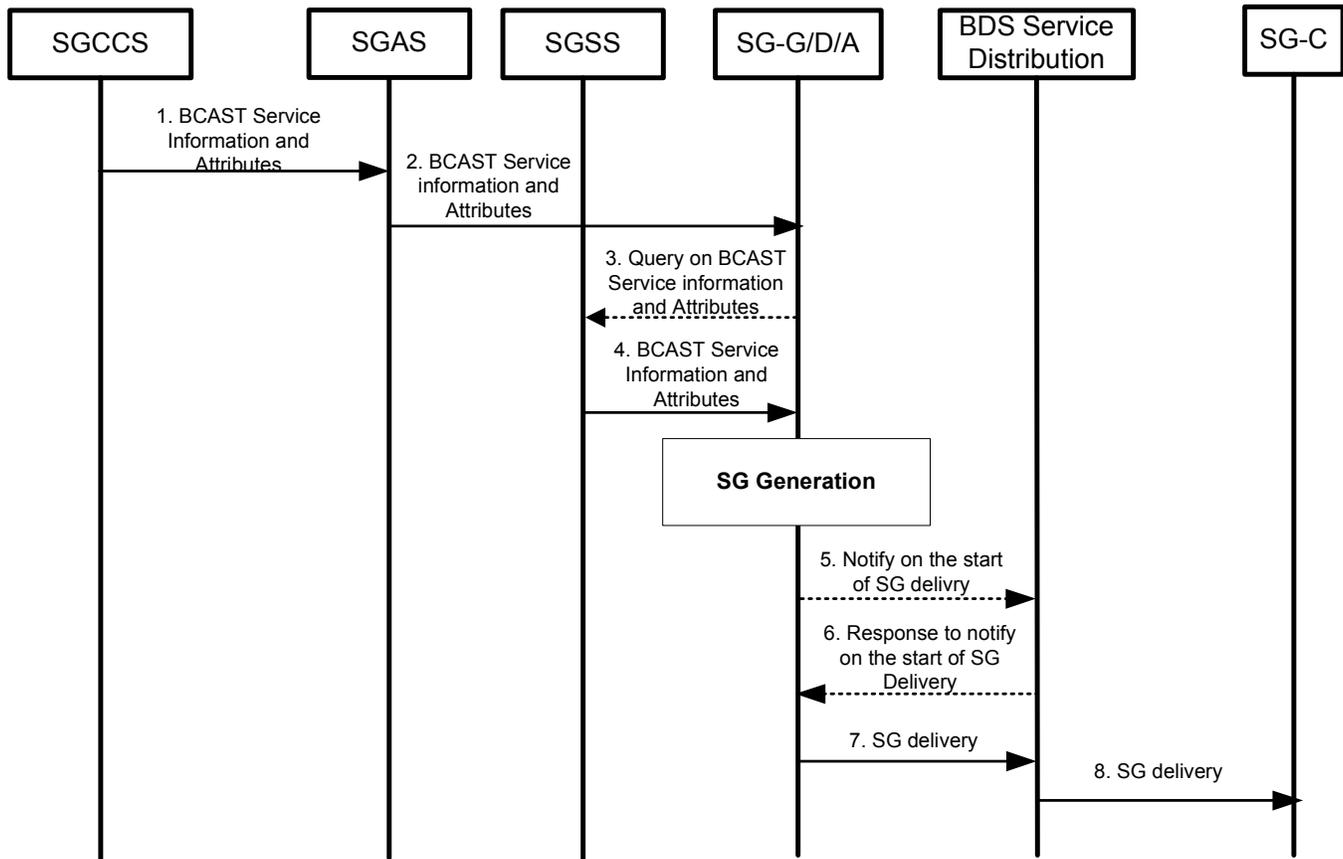 SGCCS
SGAS
SGSS
SG-G/D/A
BDS Service
Distribution
SG-C
1. BCAST Service
Information and
Attributes
2. BCAST Service
information and
Attributes
3. Query on BCAST
Service information
and Attributes
4. BCAST Service
Information and
Attributes
SG Generation
5. Notify on the start
of SG delivry
6. Response to notify
on the start of SG
Delivery
7. SG delivery
8. SG delivery